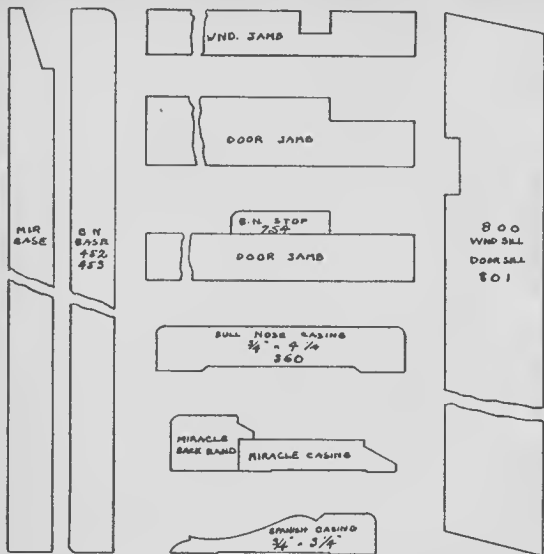 WND. JAMB
DOOR JAMB
MIR
BASE
B N
BASE
452
453
B.N. STOP
754
DOOR JAMB
800
WND SILL
DOOR SILL
801
BULL NOSE CASING
3/4" × 4 1/4
360
MIRACLE
BACK BAND
MIRACLE CASING
SPANISH CASING
3/4" × 3 1/4"